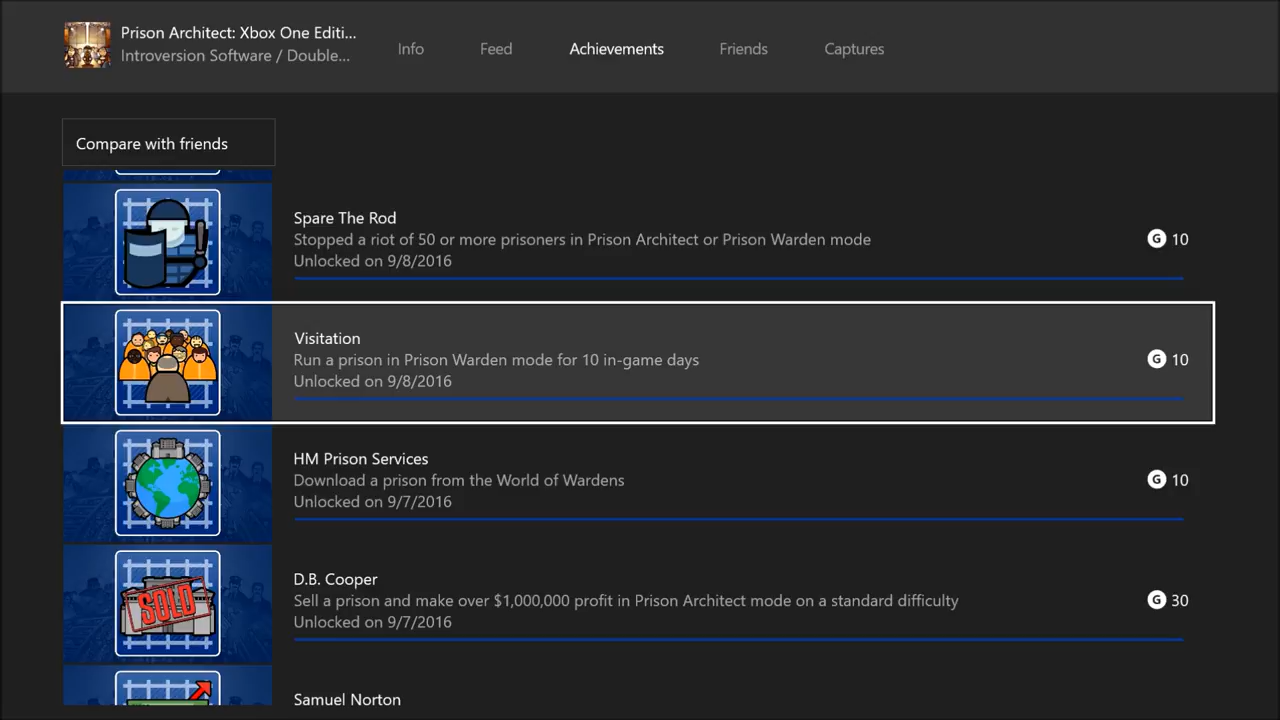 Prison Architect: Xbox One Editi...
Introversion Software / Double...
Info
Feed
Achievements
Friends
Captures
Compare with friends
Spare The Rod
Stopped a riot of 50 or more prisoners in Prison Architect or Prison Warden mode
G 10
Unlocked on 9/8/2016
Visitation
Run a prison in Prison Warden mode for 10 in-game days
G 10
Unlocked on 9/8/2016
HM Prison Services
Download a prison from the World of Wardens
G 10
Unlocked on 9/7/2016
SOLD
D.B. Cooper
Sell a prison and make over $1,000,000 profit in Prison Architect mode on a standard difficulty
G 30
Unlocked on 9/7/2016
Samuel Norton